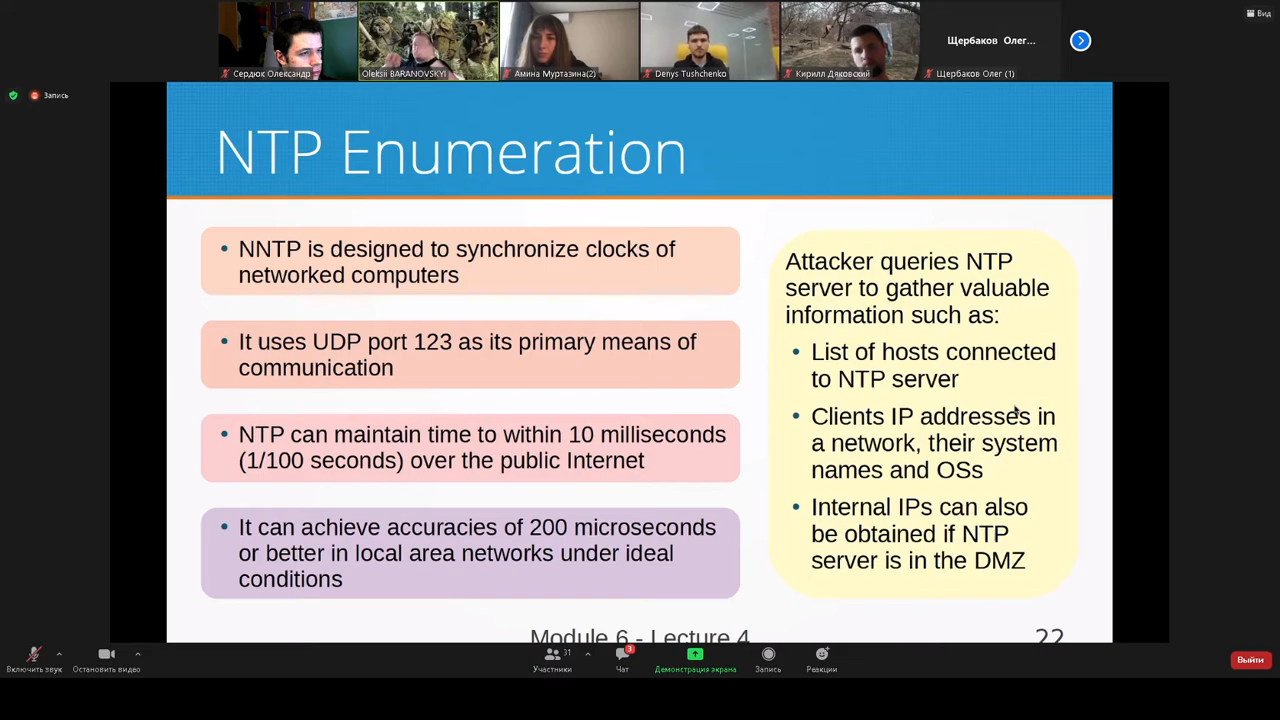 Вид
Сердюк Олександр
Oleksii BARANOVSKYI
Амина Муртазина(2)
Denys Tushchenko
Кирилл Дяковский
Щербаков Олег...
Щербаков Олег (1)
Запись
NTP Enumeration
• NNTP is designed to synchronize clocks of
networked computers
• It uses UDP port 123 as its primary means of
communication
• NTP can maintain time to within 10 milliseconds
(1/100 seconds) over the public Internet
• It can achieve accuracies of 200 microseconds
or better in local area networks under ideal
conditions
Attacker queries NTP
server to gather valuable
information such as:
• List of hosts connected
to NTP server
• Clients IP addresses in
a network, their system
names and OSs
• Internal IPs can also
be obtained if NTP
server is in the DMZ
Module 6 - Lecture 4
22
Включить звук
Остановить видео
31
Участники
3
Чат
Демонстрация экрана
Запись
Реакции
Выйти